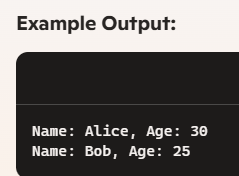 Example Output:
Name: Alice, Age: 30
Name: Bob, Age: 25